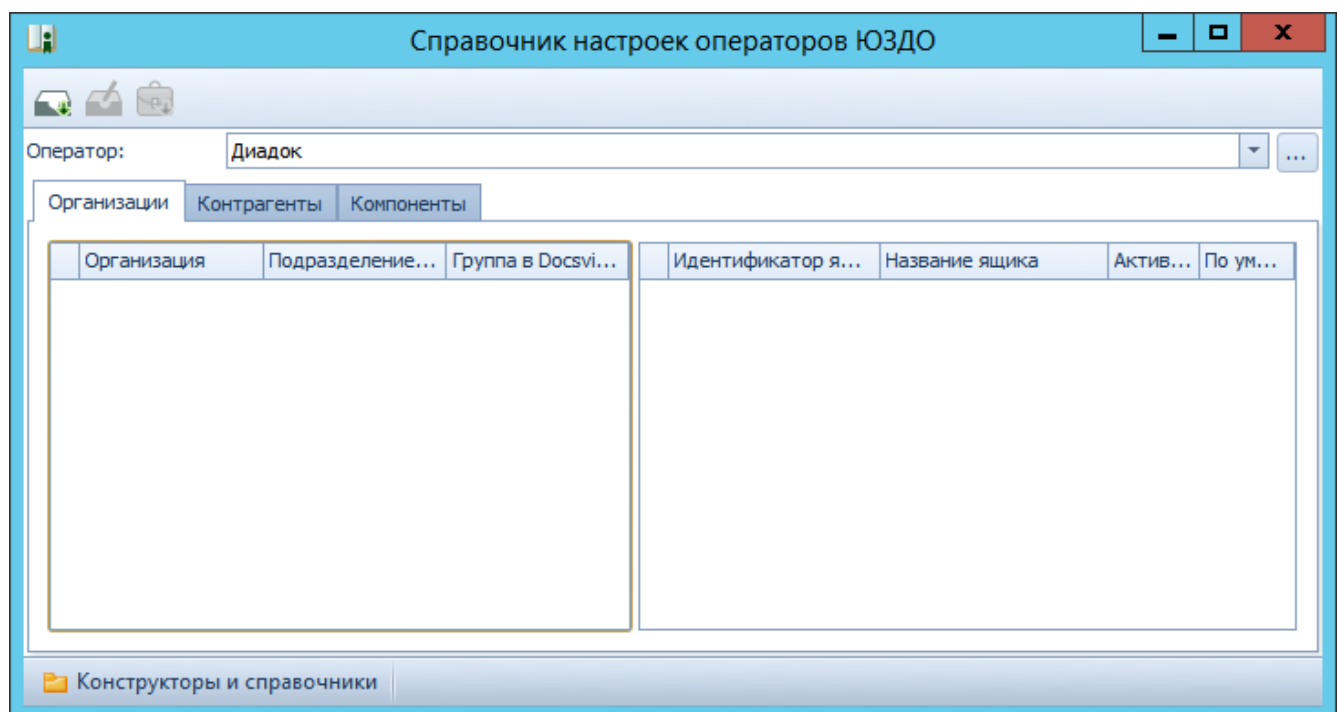 Справочник настроек операторов ЮЗДО
Оператор: Диадок ...
Организации Контрагенты Компоненты
Организация Подразделение... Группа в Docsvi... Идентификатор я... Название ящика Актив... По ум...
Конструкторы и справочники